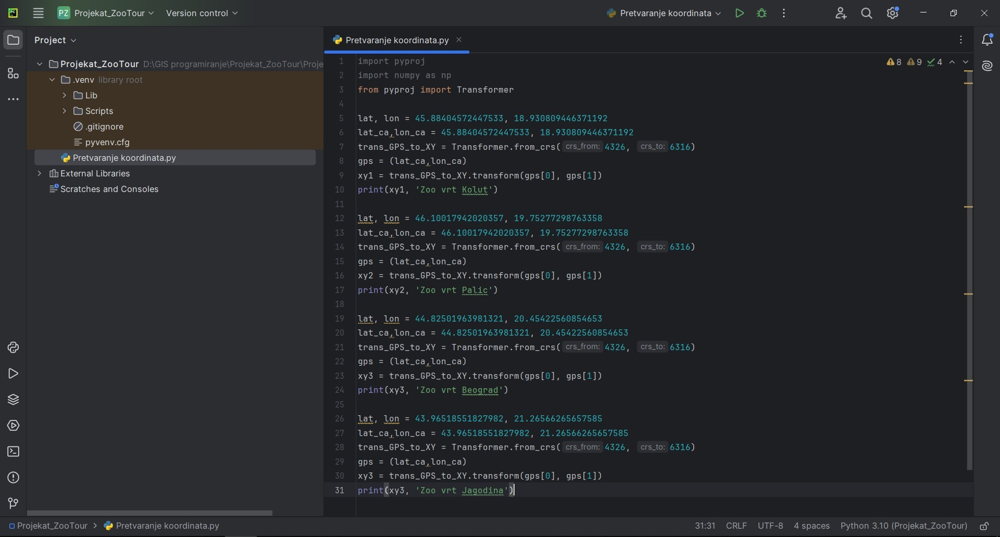 PC
PZ Projekat_ZooTour
Version control
Pretvaranje koordinata
Project
Pretvaranje koordinata.py
Projekat_ZooTour D:\GIS programiranje\Projekat_ZooTour\Proje
.venv library root
Lib
Scripts
.gitignore
pyvenv.cfg
Pretvaranje koordinata.py
External Libraries
Scratches and Consoles
8 9 4
1 import pyproj
2 import numpy as np
3 from pyproj import Transformer
4
5 lat, lon = 45.88404572447533, 18.930809446371192
6 lat_ca,lon_ca = 45.88404572447533, 18.930809446371192
7 trans_GPS_to_XY = Transformer.from_crs( crs_from: 4326, crs_to: 6316)
8 gps = (lat_ca,lon_ca)
9 xy1 = trans_GPS_to_XY.transform(gps[0], gps[1])
10 print(xy1, 'Zoo vrt Kolut')
11
12 lat, lon = 46.10017942020357, 19.75277298763358
13 lat_ca,lon_ca = 46.10017942020357, 19.75277298763358
14 trans_GPS_to_XY = Transformer.from_crs( crs_from: 4326, crs_to: 6316)
15 gps = (lat_ca,lon_ca)
16 xy2 = trans_GPS_to_XY.transform(gps[0], gps[1])
17 print(xy2, 'Zoo vrt Palic')
18
19 lat, lon = 44.82501963981321, 20.45422560854653
20 lat_ca,lon_ca = 44.82501963981321, 20.45422560854653
21 trans_GPS_to_XY = Transformer.from_crs( crs_from: 4326, crs_to: 6316)
22 gps = (lat_ca,lon_ca)
23 xy3 = trans_GPS_to_XY.transform(gps[0], gps[1])
24 print(xy3, 'Zoo vrt Beograd')
25
26 lat, lon = 43.96518551827982, 21.26566265657585
27 lat_ca,lon_ca = 43.96518551827982, 21.26566265657585
28 trans_GPS_to_XY = Transformer.from_crs( crs_from: 4326, crs_to: 6316)
29 gps = (lat_ca,lon_ca)
30 xy3 = trans_GPS_to_XY.transform(gps[0], gps[1])
31 print(xy3, 'Zoo vrt Jagodina')
Projekat_ZooTour > Pretvaranje koordinata.py
31:31 CRLF UTF-8 4 spaces Python 3.10 (Projekat_ZooTour)